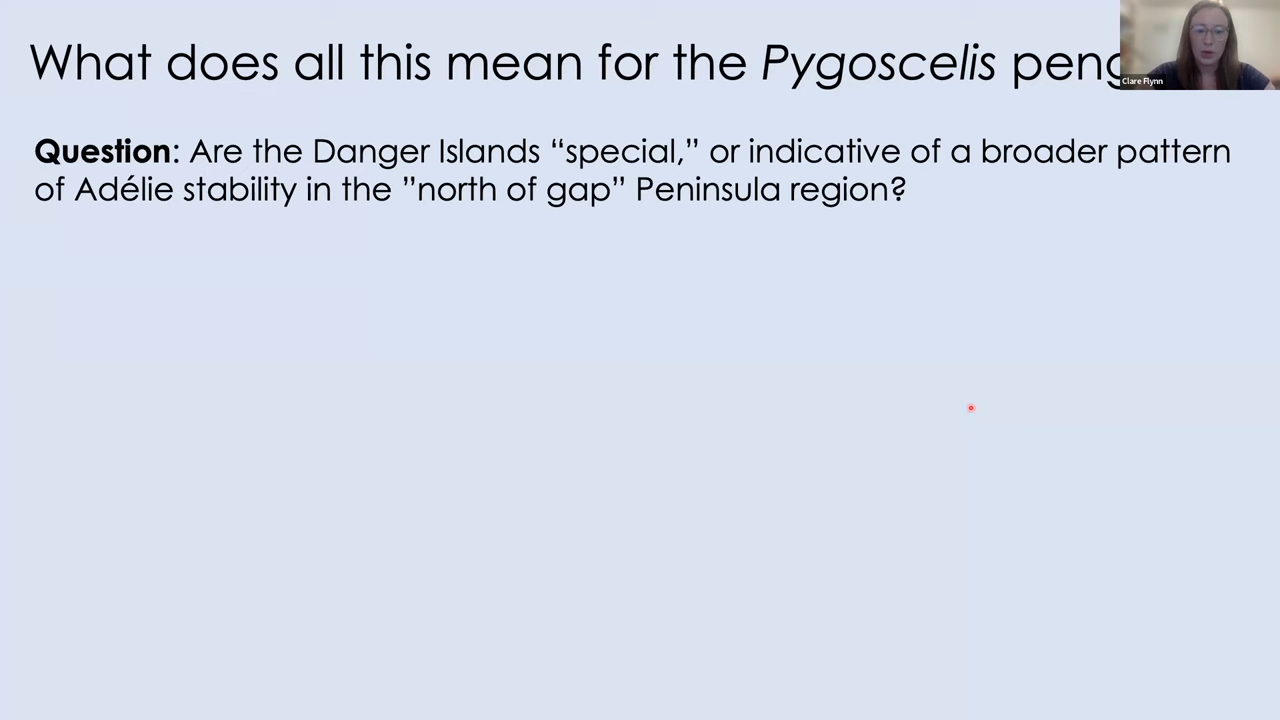 What does all this mean for the Pygoscelis
Clare Flynn
Question: Are the Danger Islands “special,” or indicative of a broader pattern
of Adélie stability in the ”north of gap” Peninsula region?